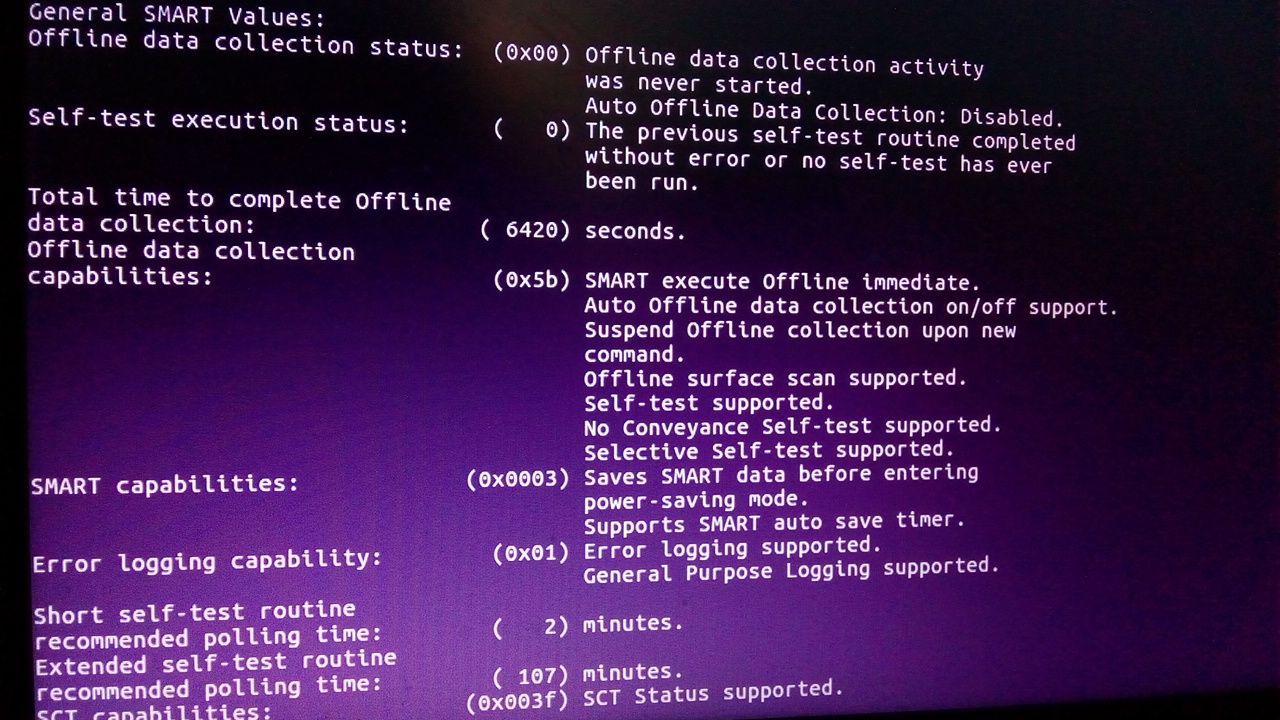 General SMART Values:
Offline data collection status:  (0x00) Offline data collection activity
was never started.
Auto Offline Data Collection: Disabled.
Self-test execution status:      (   0) The previous self-test routine completed
without error or no self-test has ever
been run.
Total time to complete Offline
data collection:                 ( 6420) seconds.
Offline data collection
capabilities:                    (0x5b) SMART execute Offline immediate.
Auto Offline data collection on/off support.
Suspend Offline collection upon new
command.
Offline surface scan supported.
Self-test supported.
No Conveyance Self-test supported.
Selective Self-test supported.
SMART capabilities:            (0x0003) Saves SMART data before entering
power-saving mode.
Supports SMART auto save timer.
Error logging capability:        (0x01) Error logging supported.
General Purpose Logging supported.
Short self-test routine
recommended polling time:        (   2) minutes.
Extended self-test routine
recommended polling time:        ( 107) minutes.
SCT capabilities:              (0x003f) SCT Status supported.